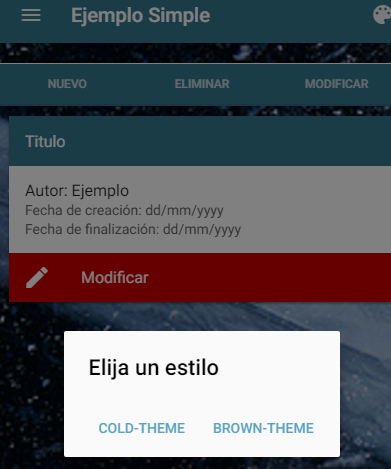 Ejemplo Simple
NUEVO ELIMINAR MODIFICAR
Titulo
Autor: Ejemplo
Fecha de creación: dd/mm/yyyy
Fecha de finalización: dd/mm/yyyy
Modificar
Elija un estilo
COLD-THEME BROWN-THEME